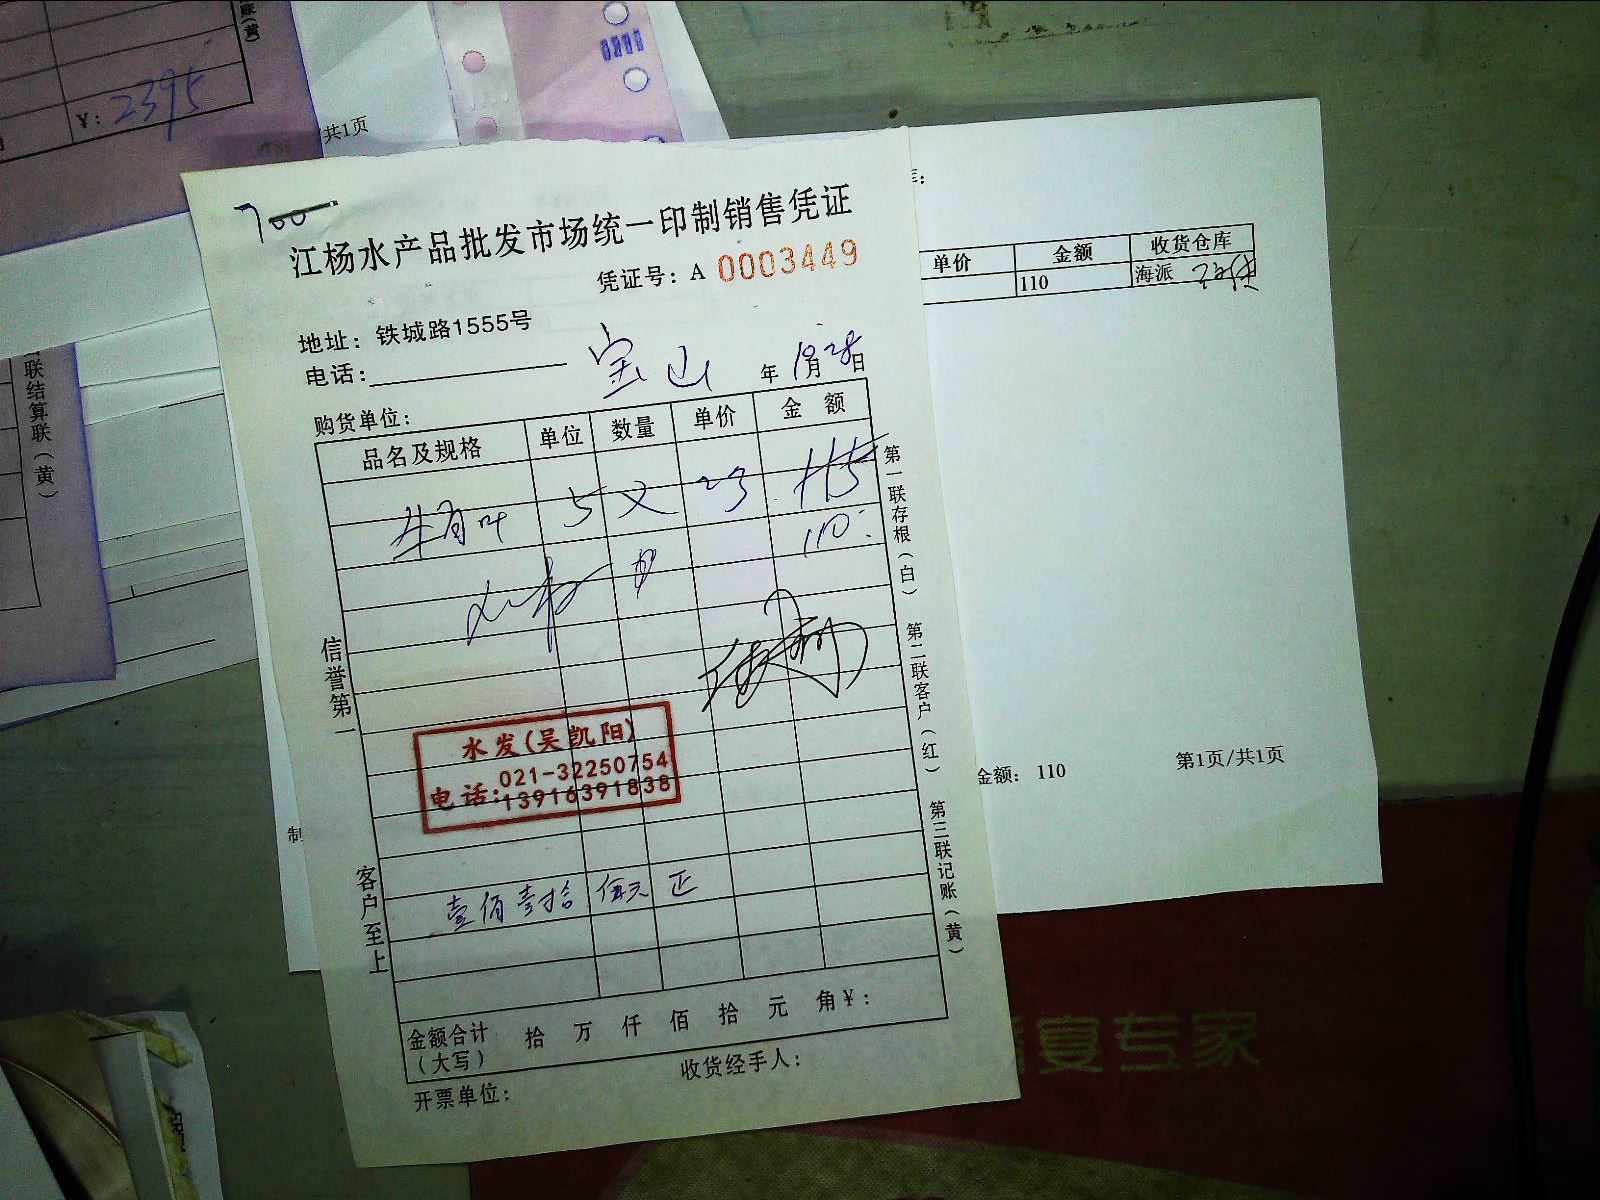 账(黄)
¥: 2395
共1页
700
江杨水产品批发市场统一印制销售凭证
凭证号: A 0003449
地址: 铁城路1555号
电话:
宝山 年 10月 28日
购货单位:
品名及规格 单位 数量 单价 金额
5 23 115
110
水发(吴凯阳)
电话: 021-32250754
13916391838
壹佰壹拾伍元正
金额合计(大写) 拾 万 仟 佰 拾 元 角 ¥:
开票单位: 收货经手人:
信誉第一
客户至上
第一联存根(白) 第二联客户(红) 第三联记账(黄)
联结算联(黄)
制
单价 金额 收货仓库
110 海派
金额: 110 第1页/共1页
宴专家